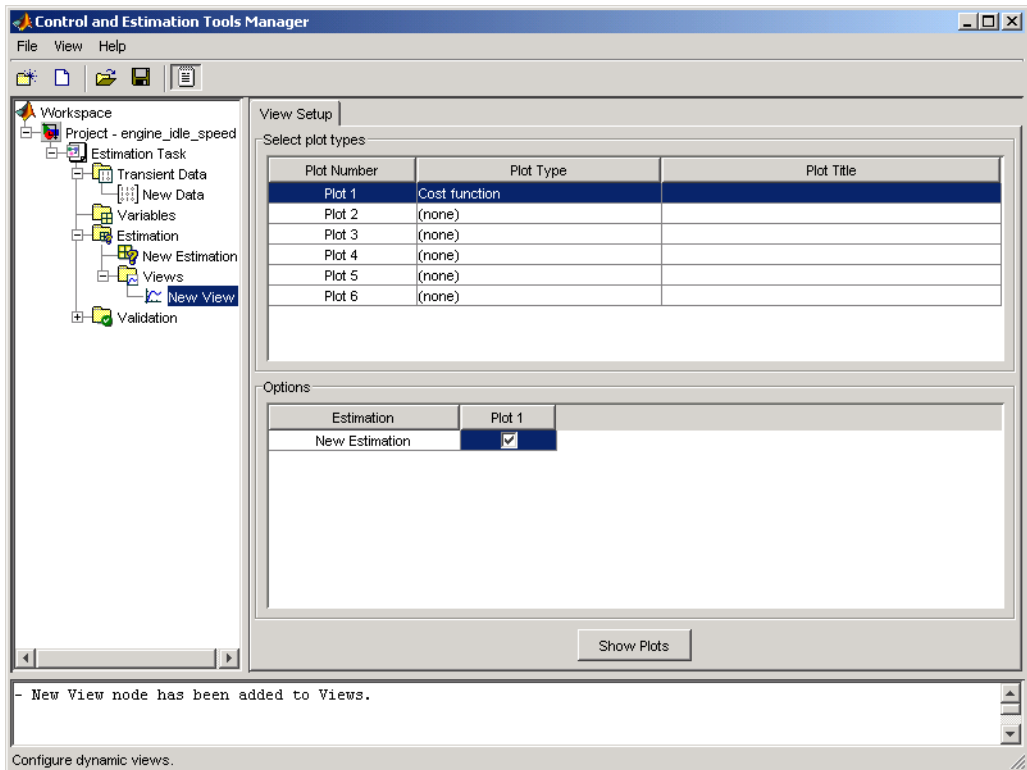 Control and Estimation Tools Manager
File View Help
Workspace
Project - engine_idle_speed
Estimation Task
Transient Data
New Data
Variables
Estimation
New Estimation
Views
New View
Validation
View Setup
Select plot types
Plot Number Plot Type Plot Title
Plot 1 Cost function
Plot 2 (none)
Plot 3 (none)
Plot 4 (none)
Plot 5 (none)
Plot 6 (none)
Options
Estimation Plot 1
New Estimation
Show Plots
- New View node has been added to Views.
Configure dynamic views.